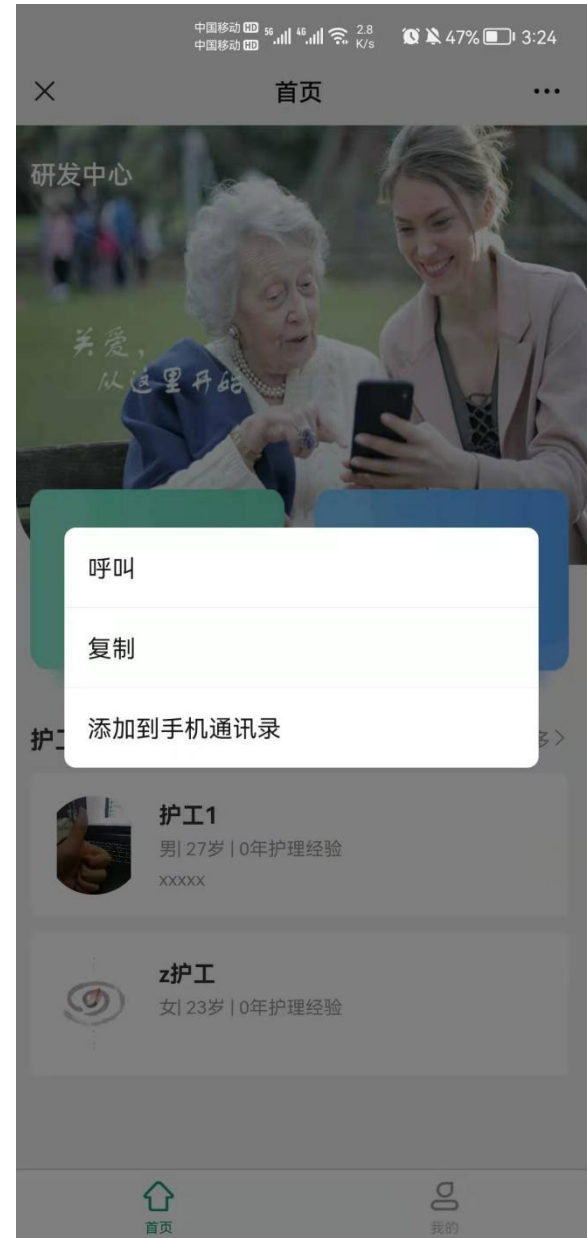 中国移动 HD 5G 4G 2.8 K/s 47% 3:24
中国移动 HD
首页
研发中心
关爱,
从这里开始
呼叫
复制
添加到手机通讯录
护工
多>
护工1
男| 27岁 | 0年护理经验
xxxxx
z护工
女| 23岁 | 0年护理经验
首页
我的